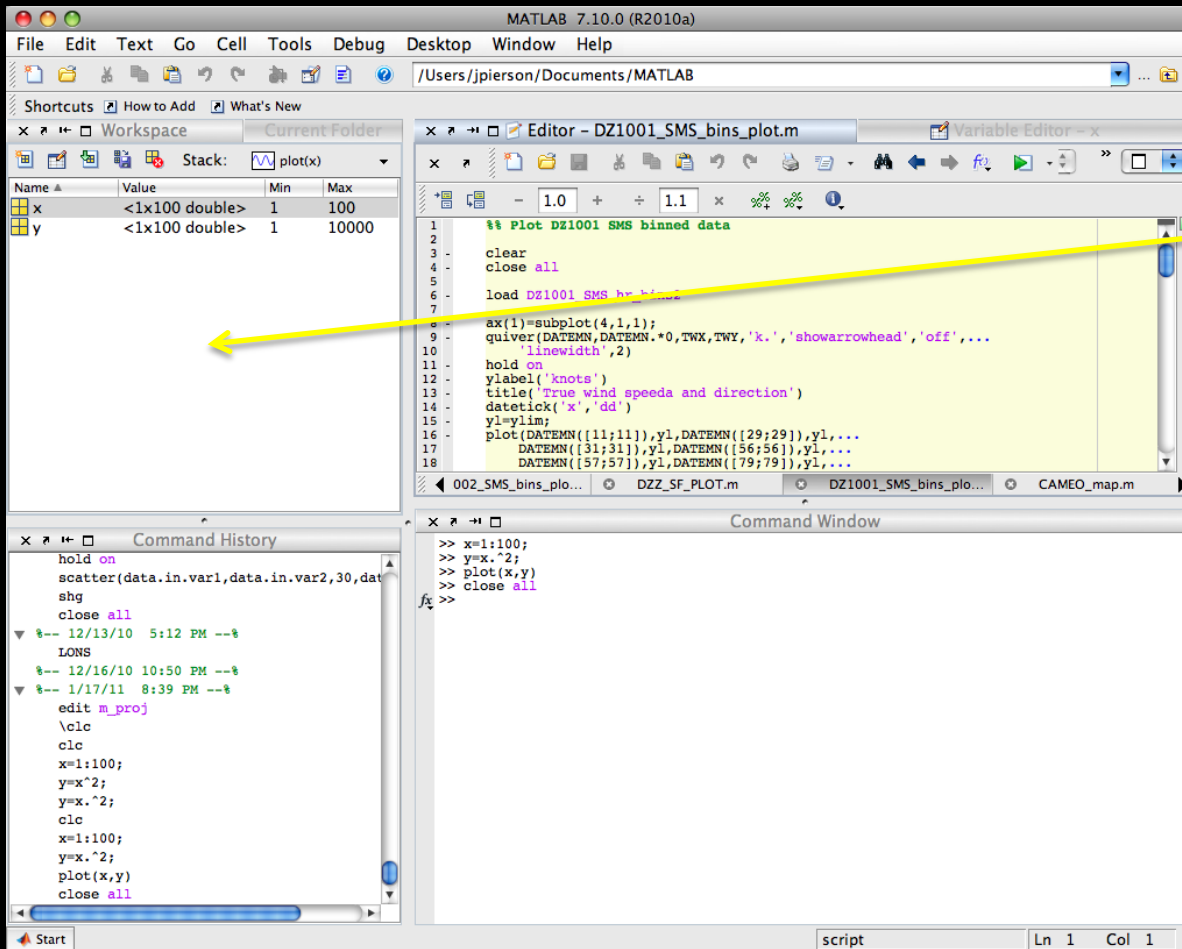 MATLAB 7.10.0 (R2010a)
File Edit Text Go Cell Tools Debug Desktop Window Help
/Users/jpierson/Documents/MATLAB
...
Shortcuts How to Add What's New
Workspace Current Folder
Stack: plot(x)
Name Value Min Max
x <1x100 double> 1 100
y <1x100 double> 1 10000
Editor – DZ1001_SMS_bins_plot.m Variable Editor – x
- 1.0 + ÷ 1.1 ×
1 %% Plot DZ1001 SMS binned data
2
3 - clear
4 - close all
5
6 - load DZ1001_SMS_hr_bins2
7
8 - ax(1)=subplot(4,1,1);
9 - quiver(DATEMN,DATEMN.*0,TWX,TWY,'k.','showarrowhead','off',...
10 'linewidth',2)
11 - hold on
12 - ylabel('knots')
13 - title('True wind speeda and direction')
14 - datetick('x','dd')
15 - yl=ylim;
16 - plot(DATEMN([11;11]),yl,DATEMN([29;29]),yl,...
17 DATEMN([31;31]),yl,DATEMN([56;56]),yl,...
18 DATEMN([57;57]),yl,DATEMN([79;79]),yl,...
002_SMS_bins_plo... DZZ_SF_PLOT.m DZ1001_SMS_bins_plo... CAMEO_map.m
Command History
hold on
scatter(data.in.var1,data.in.var2,30,dat
shg
close all
%-- 12/13/10 5:12 PM --%
LONS
%-- 12/16/10 10:50 PM --%
%-- 1/17/11 8:39 PM --%
edit m_proj
\clc
clc
x=1:100;
y=x^2;
y=x.^2;
clc
x=1:100;
y=x.^2;
plot(x,y)
close all
Command Window
>> x=1:100;
>> y=x.^2;
>> plot(x,y)
>> close all
fx >>
Start
script Ln 1 Col 1